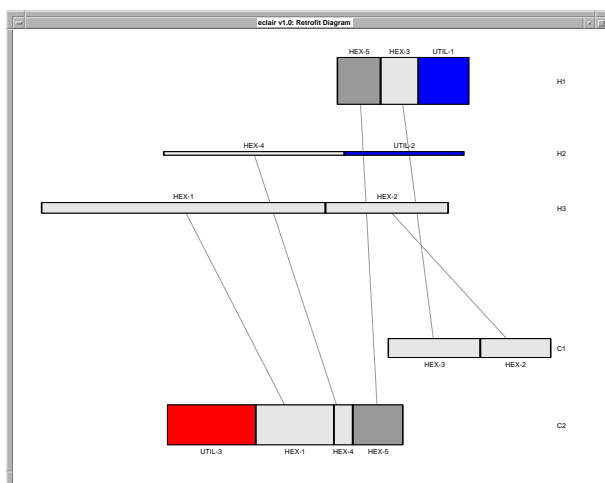 eclair v1.0: Retrofit Diagram
HEX-5 HEX-3 UTIL-1
H1
HEX-4 UTIL-2
H2
HEX-1 HEX-2
H3
C1
HEX-3 HEX-2
C2
UTIL-3 HEX-1 HEX-4 HEX-5